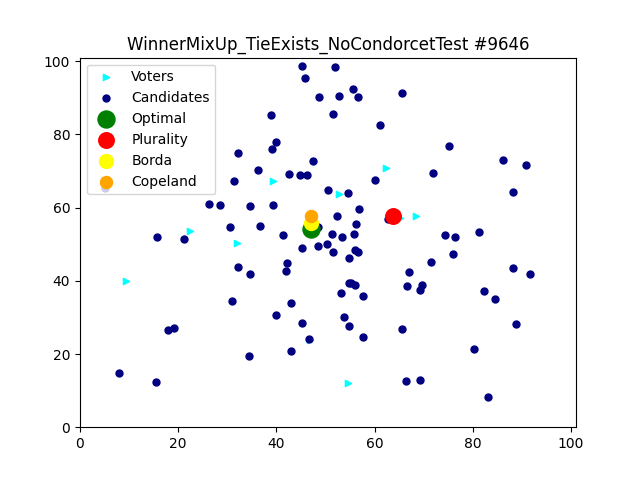 WinnerMixUp_TieExists_NoCondorcetTest #9646
100
80
60
40
20
0
Voters
Candidates
Optimal
Plurality
Borda
Copeland
0 20 40 60 80 100